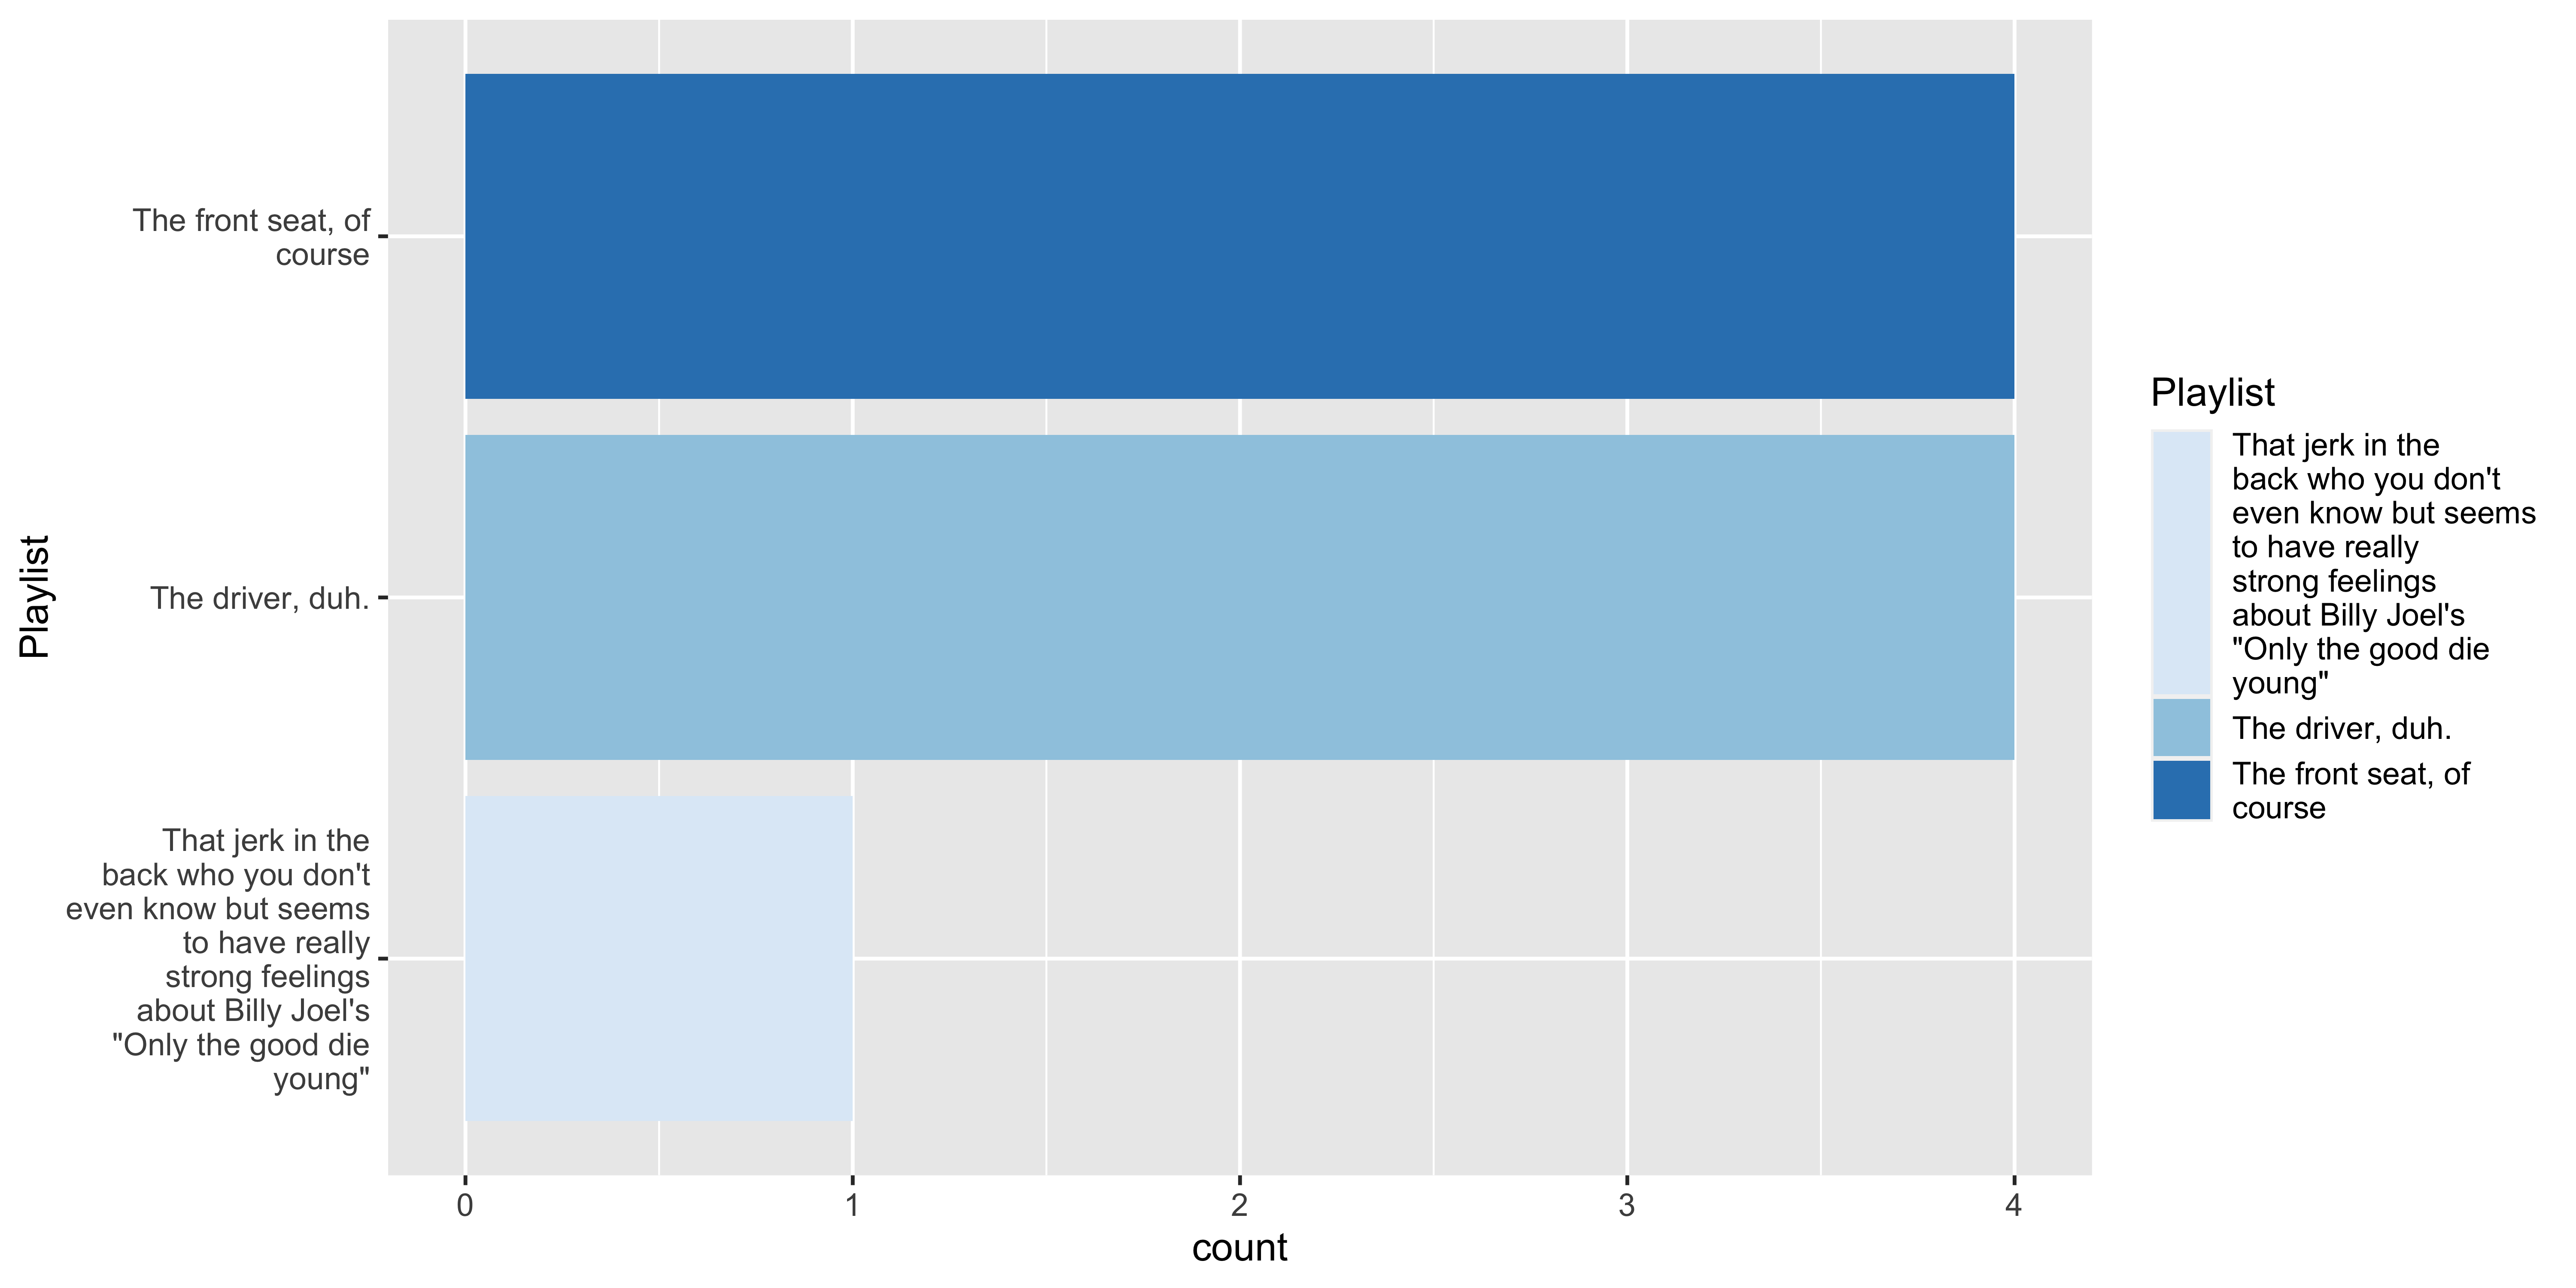 Playlist
The front seat, of
course
The driver, duh.
That jerk in the
back who you don't
even know but seems
to have really
strong feelings
about Billy Joel's
"Only the good die
young"
0
1
2
3
4
count
Playlist
That jerk in the
back who you don't
even know but seems
to have really
strong feelings
about Billy Joel's
"Only the good die
young"
The driver, duh.
The front seat, of
course